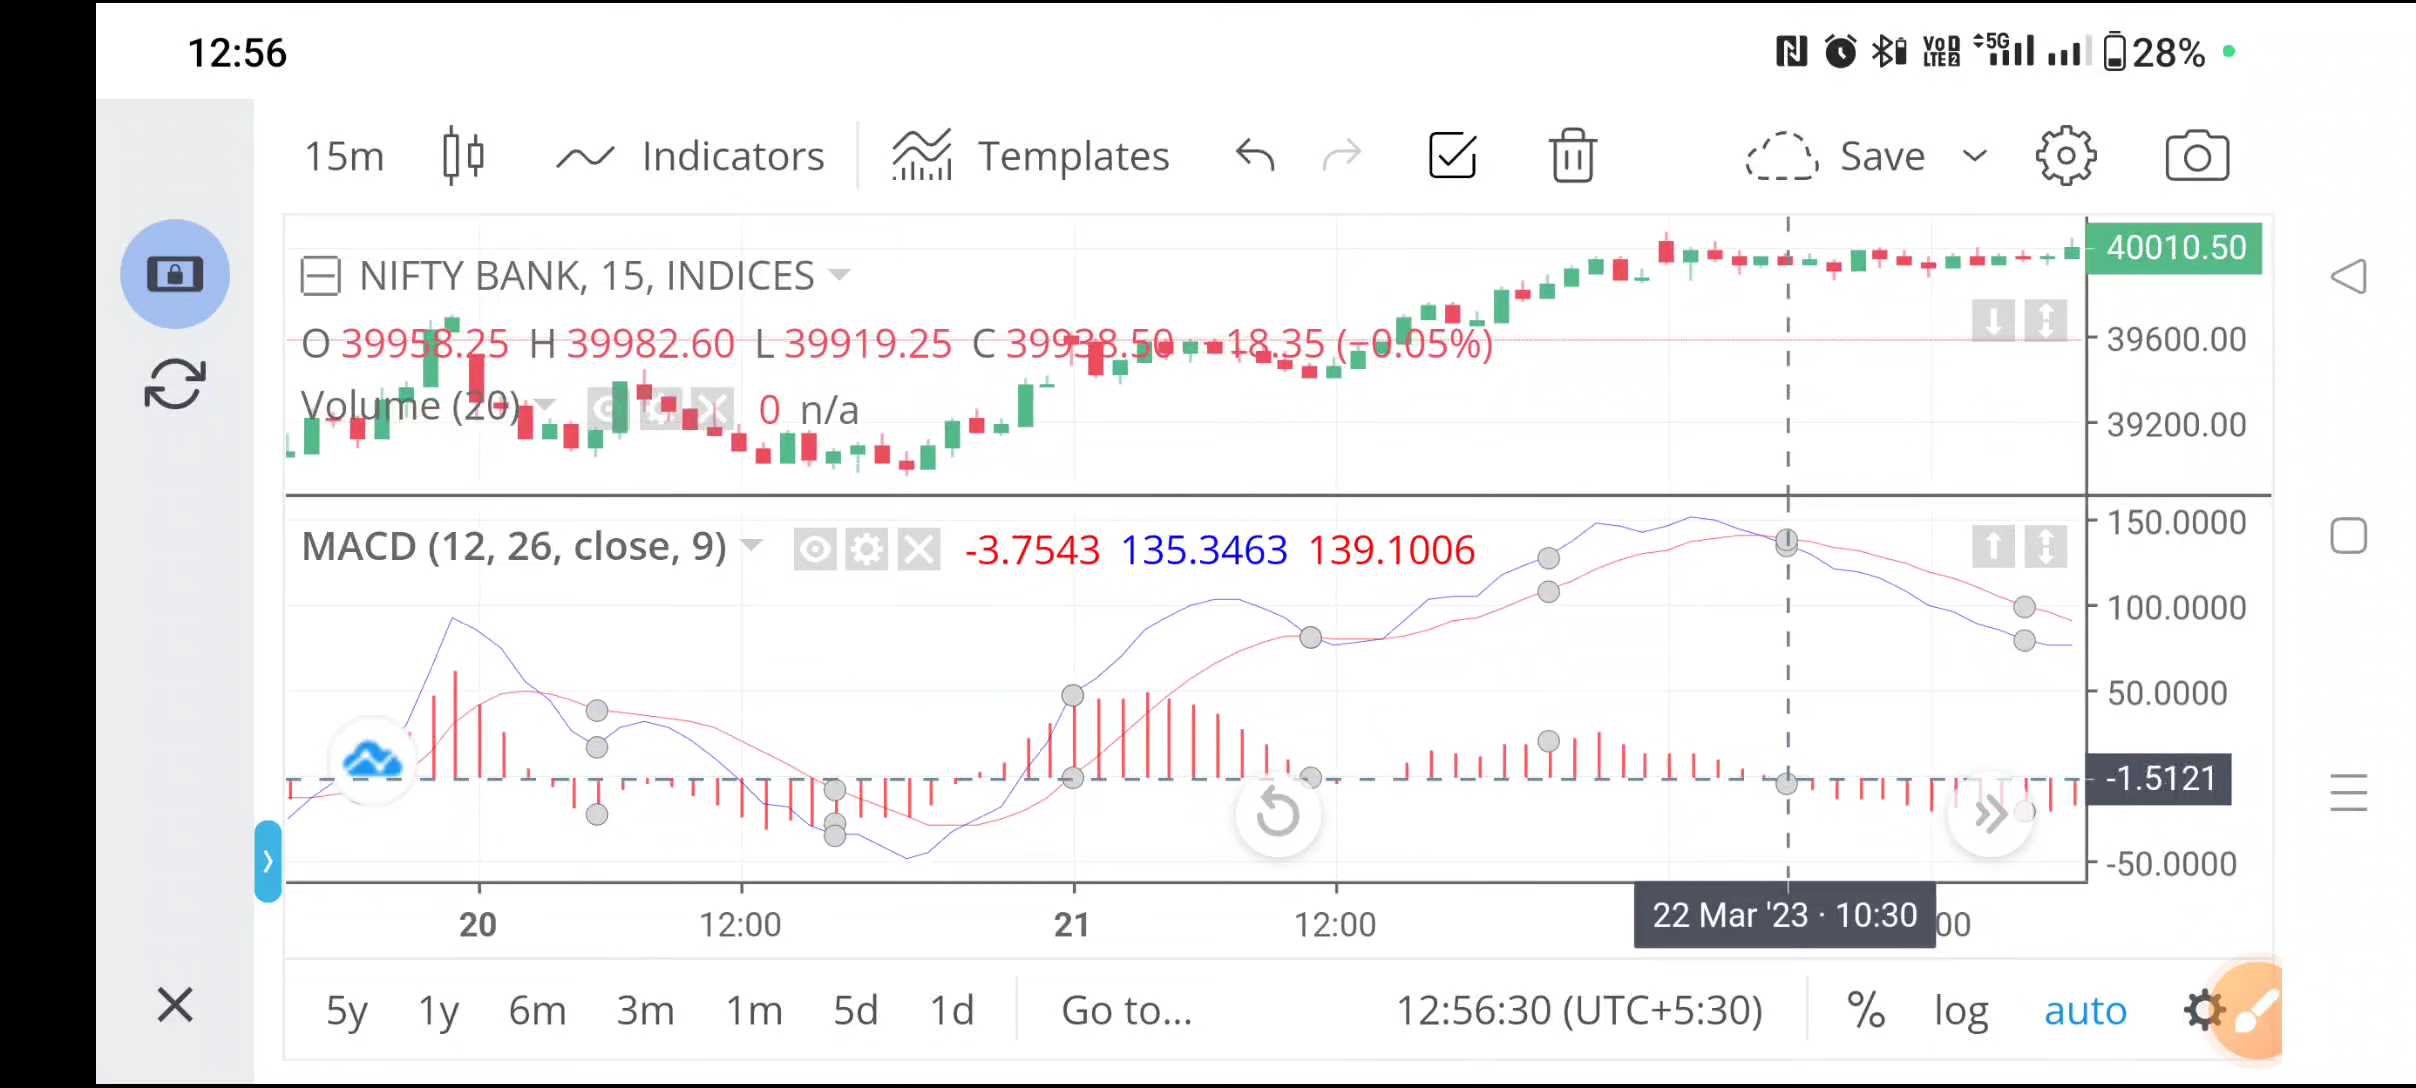 12:56
VoD LTE2 5G 28%
15m Indicators Templates Save
NIFTY BANK, 15, INDICES
40010.50
O 39958.25 H 39982.60 L 39919.25 C 39938.50 −18.35 (−0.05%)
39600.00
Volume (20) 0 n/a
39200.00
MACD (12, 26, close, 9) -3.7543 135.3463 139.1006
150.0000
100.0000
50.0000
-1.5121
-50.0000
20 12:00 21 12:00 22 Mar '23 · 10:30 00
5y 1y 6m 3m 1m 5d 1d Go to... 12:56:30 (UTC+5:30) % log auto